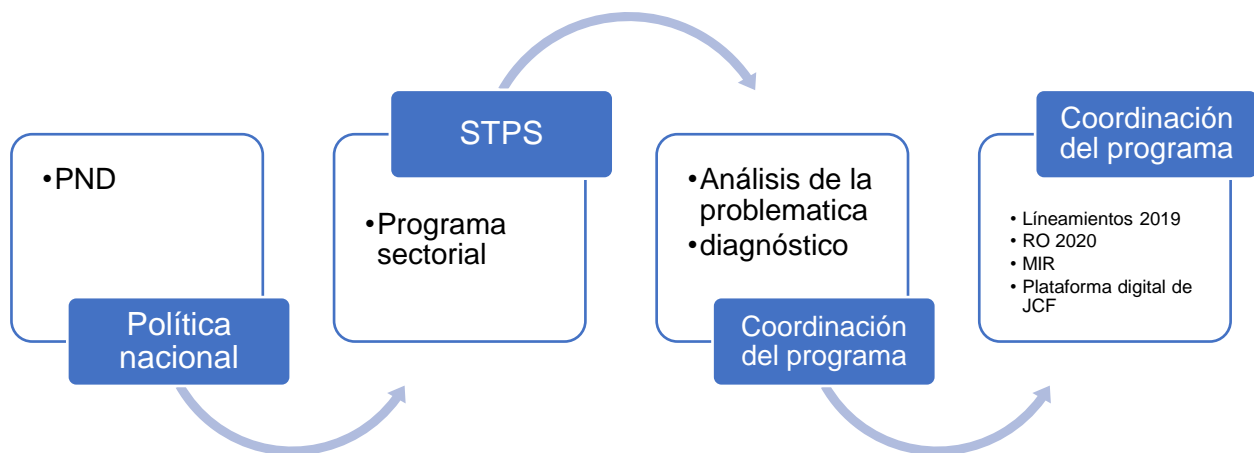 •PND
Política
nacional
STPS
•Programa
sectorial
•Análisis de la
problematica
•diagnóstico
Coordinación
del programa
Coordinación
del programa
• Líneamientos 2019
• RO 2020
• MIR
• Plataforma digital de
JCF